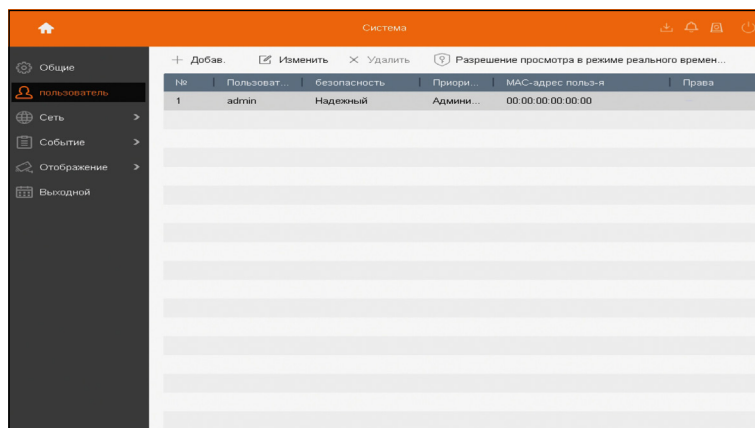 Система
Добав. Изменить Удалить Разрешение просмотра в режиме реального времен...
Общие
пользователь
Сеть
Событие
Отображение
Выходной
№ Пользоват... безопасность Приори... МАС-адрес польз-я Права
1 admin Надежный Админи... 00:00:00:00:00:00 -